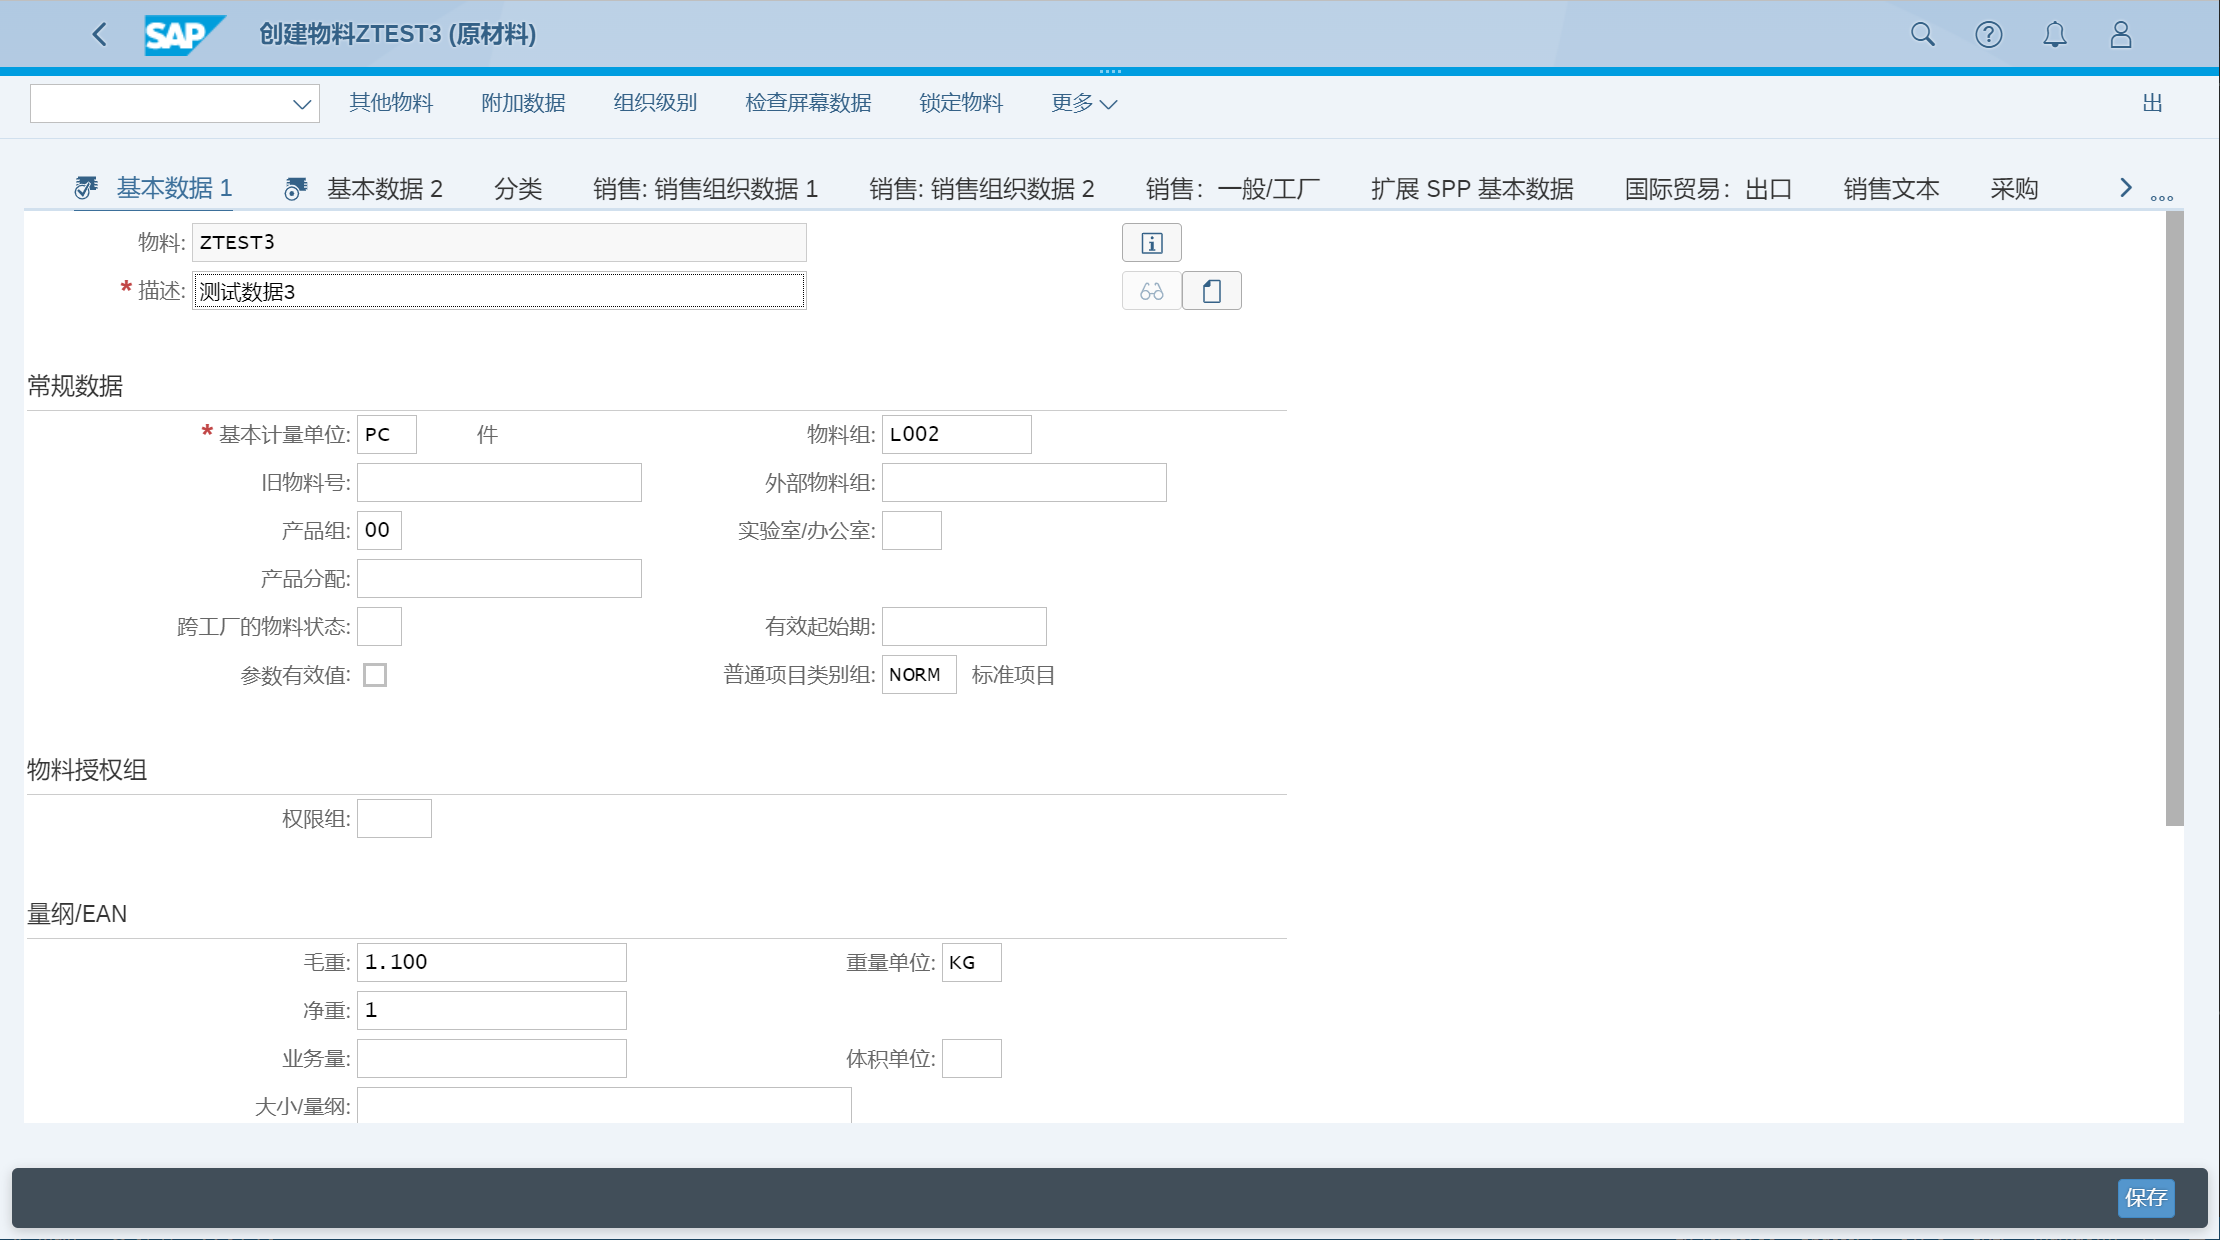 SAP 创建物料ZTEST3 (原材料)
其他物料 附加数据 组织级别 检查屏幕数据 锁定物料 更多 出
基本数据 1 基本数据 2 分类 销售: 销售组织数据 1 销售: 销售组织数据 2 销售：一般/工厂 扩展 SPP 基本数据 国际贸易：出口 销售文本 采购
物料: ZTEST3
* 描述: 测试数据3
常规数据
* 基本计量单位: PC 件 物料组: L002
旧物料号: 外部物料组:
产品组: 00 实验室/办公室:
产品分配:
跨工厂的物料状态: 有效起始期:
参数有效值: 普通项目类别组: NORM 标准项目
物料授权组
权限组:
量纲/EAN
毛重: 1.100 重量单位: KG
净重: 1
业务量: 体积单位:
大小/量纲:
保存